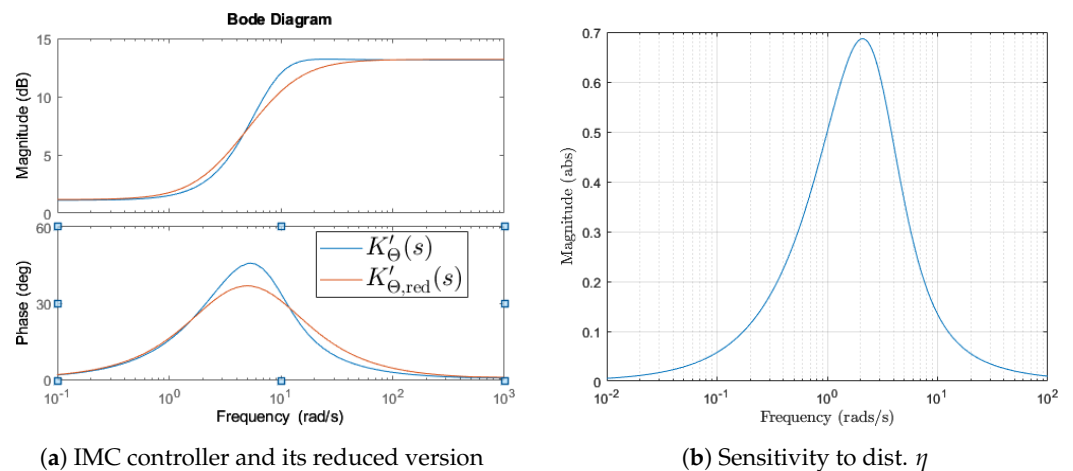 Bode Diagram
15
10
5
0
Magnitude (dB)
60
30
0
Phase (deg)
K′Θ(s)
K′Θ,red(s)
10⁻¹ 10⁰ 10¹ 10² 10³
Frequency (rad/s)
(a) IMC controller and its reduced version
0.7
0.6
0.5
0.4
0.3
0.2
0.1
0
Magnitude (abs)
10⁻² 10⁻¹ 10⁰ 10¹ 10²
Frequency (rads/s)
(b) Sensitivity to dist. η